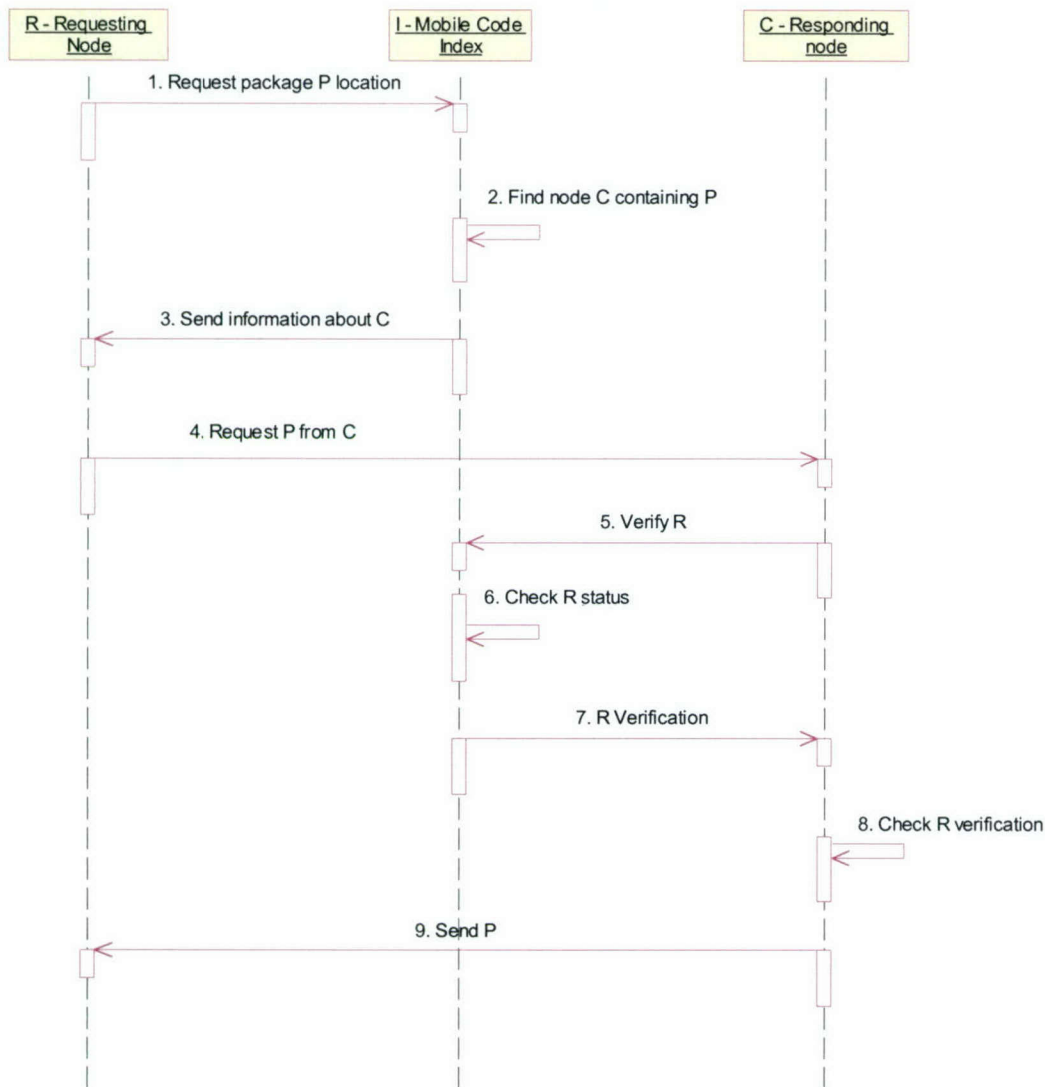 R - Requesting
Node
I - Mobile Code
Index
C - Responding
node
1. Request package P location
2. Find node C containing P
3. Send information about C
4. Request P from C
5. Verify R
6. Check R status
7. R Verification
8. Check R verification
9. Send P